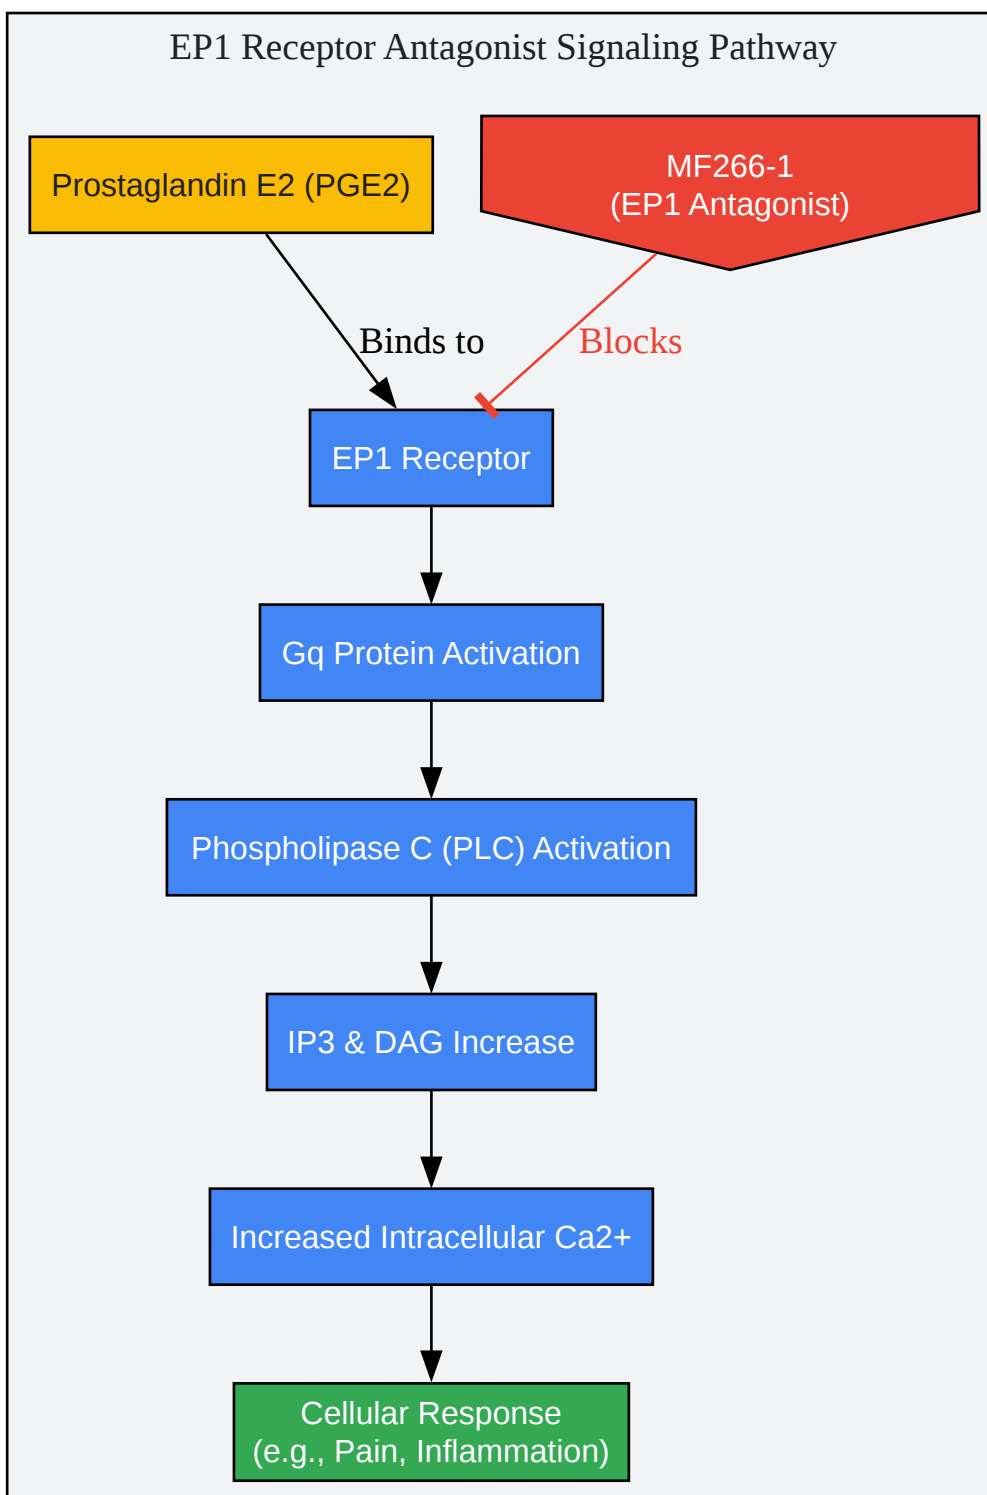 EP1 Receptor Antagonist Signaling Pathway
Prostaglandin E2 (PGE2)
MF266-1
(EP1 Antagonist)
Binds to
Blocks
EP1 Receptor
Gq Protein Activation
Phospholipase C (PLC) Activation
IP3 & DAG Increase
Increased Intracellular Ca2+
Cellular Response
(e.g., Pain, Inflammation)